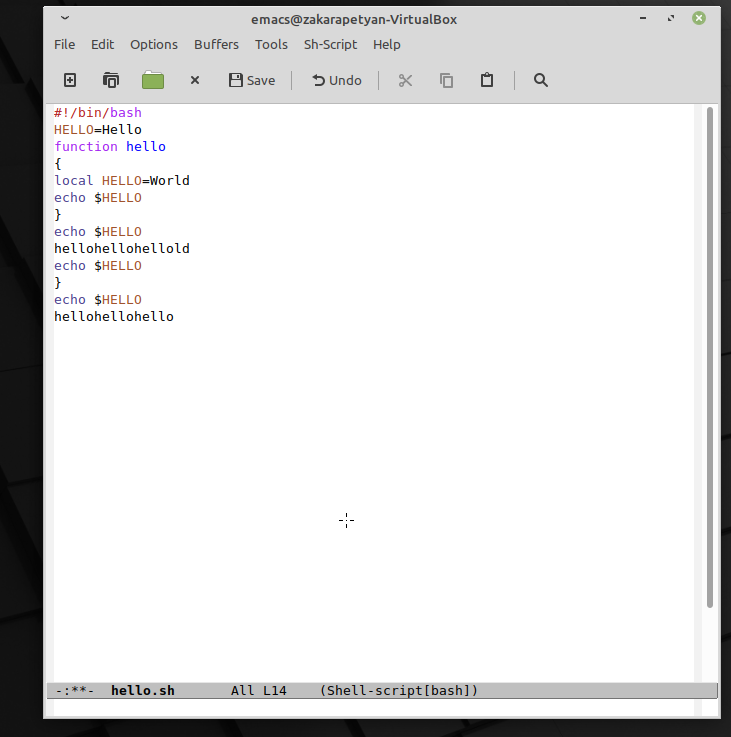 emacs@zakarapetyan-VirtualBox
File Edit Options Buffers Tools Sh-Script Help
Save Undo
#!/bin/bash
HELLO=Hello
function hello
{
local HELLO=World
echo $HELLO
}
echo $HELLO
hellohellohellold
echo $HELLO
}
echo $HELLO
hellohellohello
-:**- hello.sh All L14 (Shell-script[bash])